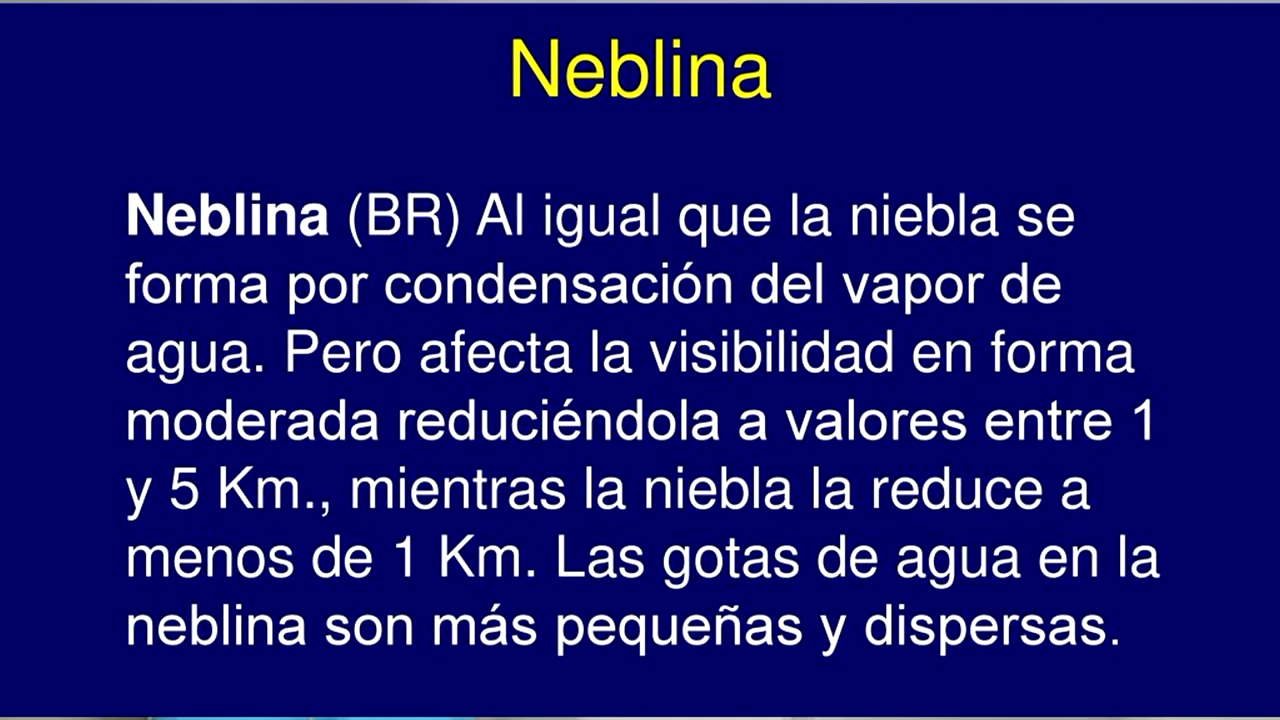 Neblina
Neblina (BR) Al igual que la niebla se
forma por condensación del vapor de
agua. Pero afecta la visibilidad en forma
moderada reduciéndola a valores entre 1
y 5 Km., mientras la niebla la reduce a
menos de 1 Km. Las gotas de agua en la
neblina son más pequeñas y dispersas.